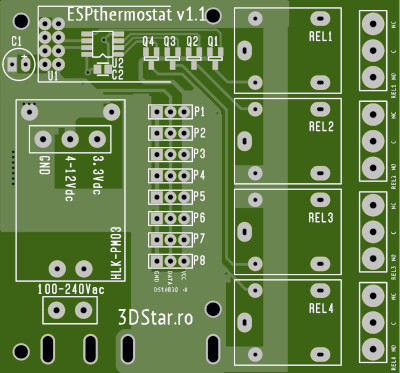 ESPthermostat v1.1
C1
+
U1
U2
C2
Q4 Q3 Q2 Q1
REL1
NC
C
NO
REL1
P1
P2
P3
P4
P5
P6
P7
P8
GND
4-12Vdc
3.3Vdc
HLK-PM03
REL2
NC
C
NO
REL2
REL3
NC
C
NO
REL3
GND
DATA
VCC
100-240Vac
3DStar.ro
REL4
NC
C
NO
REL4